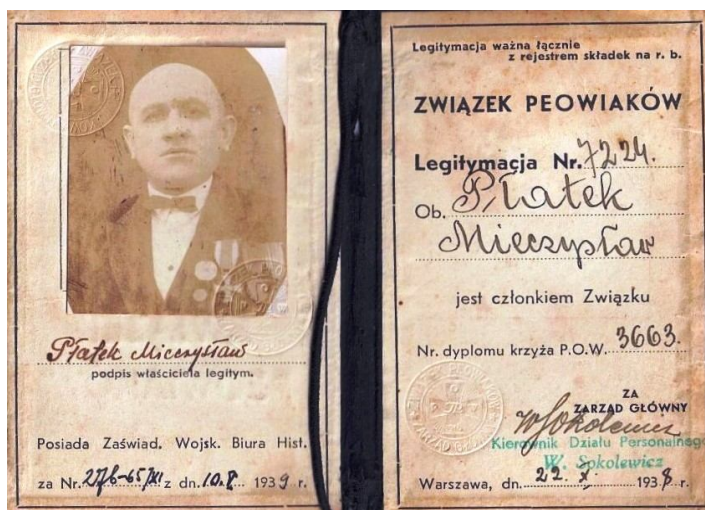 Płatek Mieczysław
podpis właściciela legitym.
Posiada Zaświad. Wojsk. Biura Hist.
za Nr. z dn. 10.X. 1939 r.
Legitymacja ważna łącznie
z rejestrem składek na r. b.
ZWIĄZEK PEOWIAKÓW
Legitymacja Nr. 7224.
Ob. Płatek
Mieczysław
jest członkiem Związku
Nr. dyplomu krzyża P.O.W. 3663.
ZA
ZARZĄD GŁÓWNY
WSokolewicz
Kierownik Działu Personalnego
W. Sokolewicz
Warszawa, dn. 22. X 1938 r.